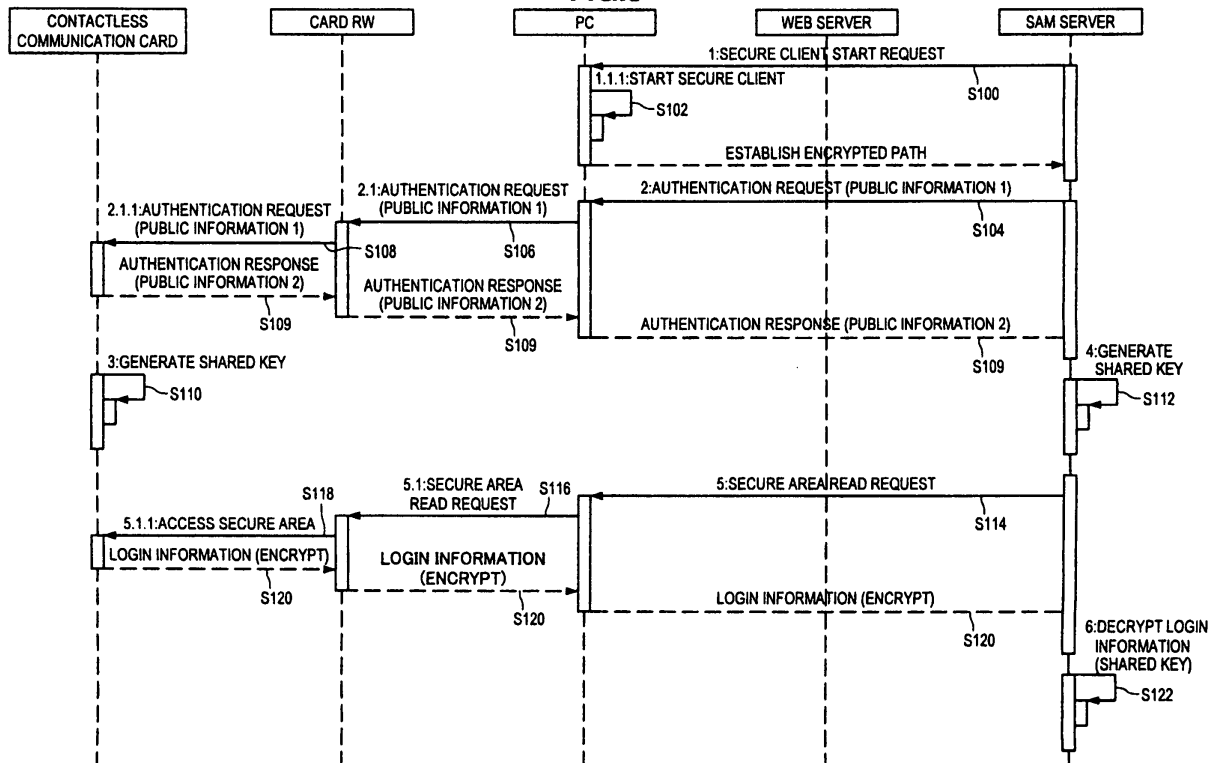 CONTACTLESS
COMMUNICATION CARD
CARD RW
PC
WEB SERVER
SAM SERVER
1:SECURE CLIENT START REQUEST
S100
1.1.1:START SECURE CLIENT
S102
ESTABLISH ENCRYPTED PATH
2:AUTHENTICATION REQUEST (PUBLIC INFORMATION 1)
S104
2.1:AUTHENTICATION REQUEST
(PUBLIC INFORMATION 1)
S106
2.1.1:AUTHENTICATION REQUEST
(PUBLIC INFORMATION 1)
S108
AUTHENTICATION RESPONSE
(PUBLIC INFORMATION 2)
S109
AUTHENTICATION RESPONSE
(PUBLIC INFORMATION 2)
S109
AUTHENTICATION RESPONSE (PUBLIC INFORMATION 2)
S109
3:GENERATE SHARED KEY
S110
4:GENERATE
SHARED KEY
S112
5:SECURE AREA READ REQUEST
S114
5.1:SECURE AREA
READ REQUEST
S116
5.1.1:ACCESS SECURE AREA
S118
LOGIN INFORMATION (ENCRYPT)
S120
LOGIN INFORMATION
(ENCRYPT)
S120
LOGIN INFORMATION (ENCRYPT)
S120
6:DECRYPT LOGIN
INFORMATION
(SHARED KEY)
S122